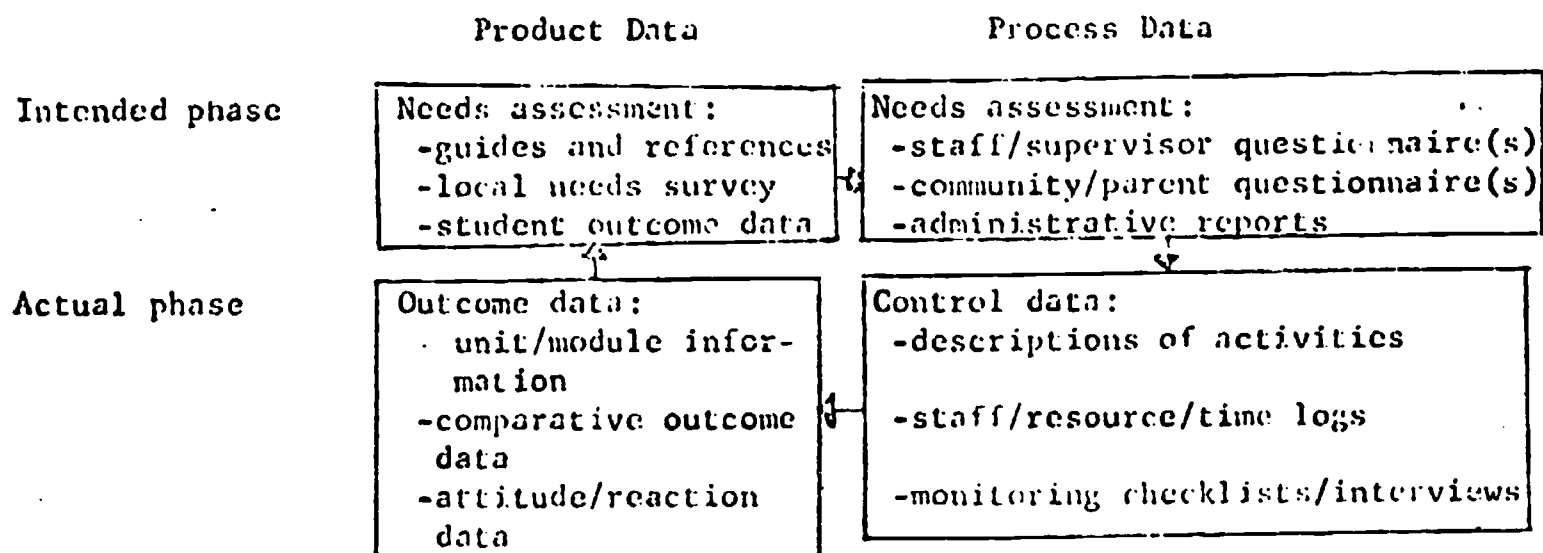 Product Data Process Data
Intended phase
Needs assessment:
-guides and references
-local needs survey
-student outcome data
Needs assessment:
-staff/supervisor questionnaire(s)
-community/parent questionnaire(s)
-administrative reports
Actual phase
Outcome data:
unit/module infor-
mation
-comparative outcome
data
-attitude/reaction
data
Control data:
-descriptions of activities
-staff/resource/time logs
-monitoring checklists/interviews